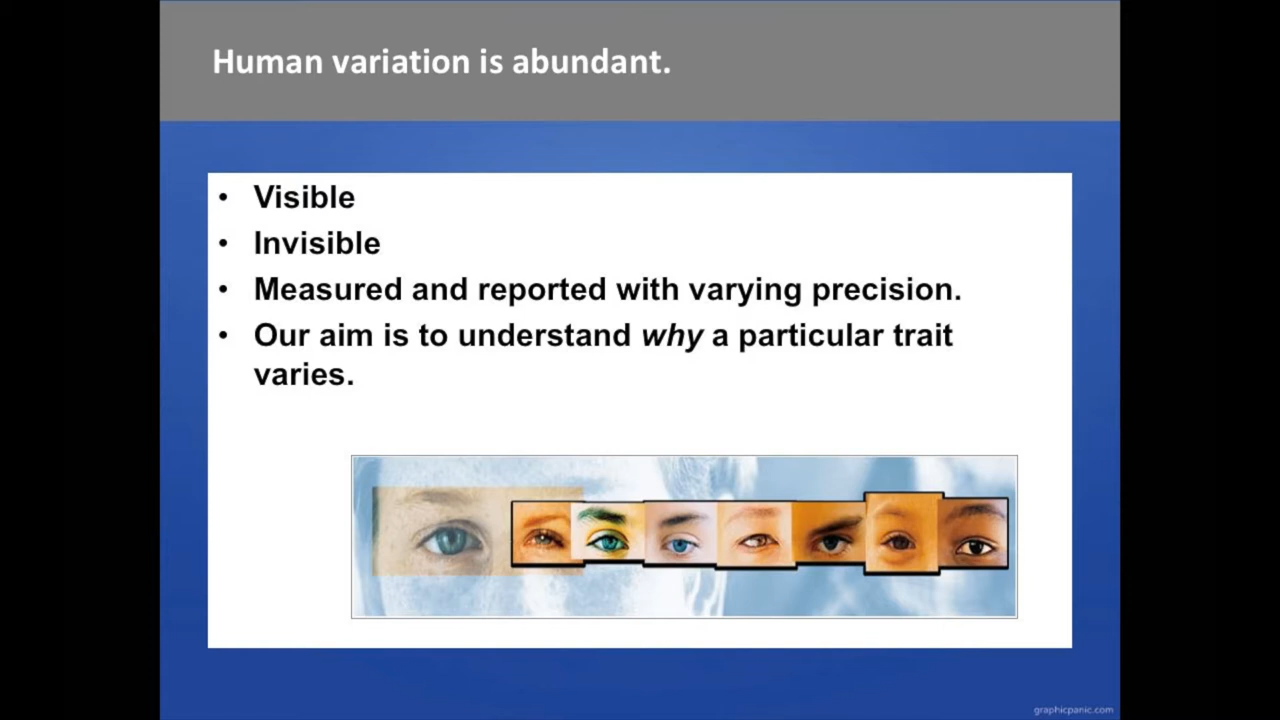 Human variation is abundant.
• Visible
• Invisible
• Measured and reported with varying precision.
• Our aim is to understand why a particular trait
varies.
graphicpanic.com